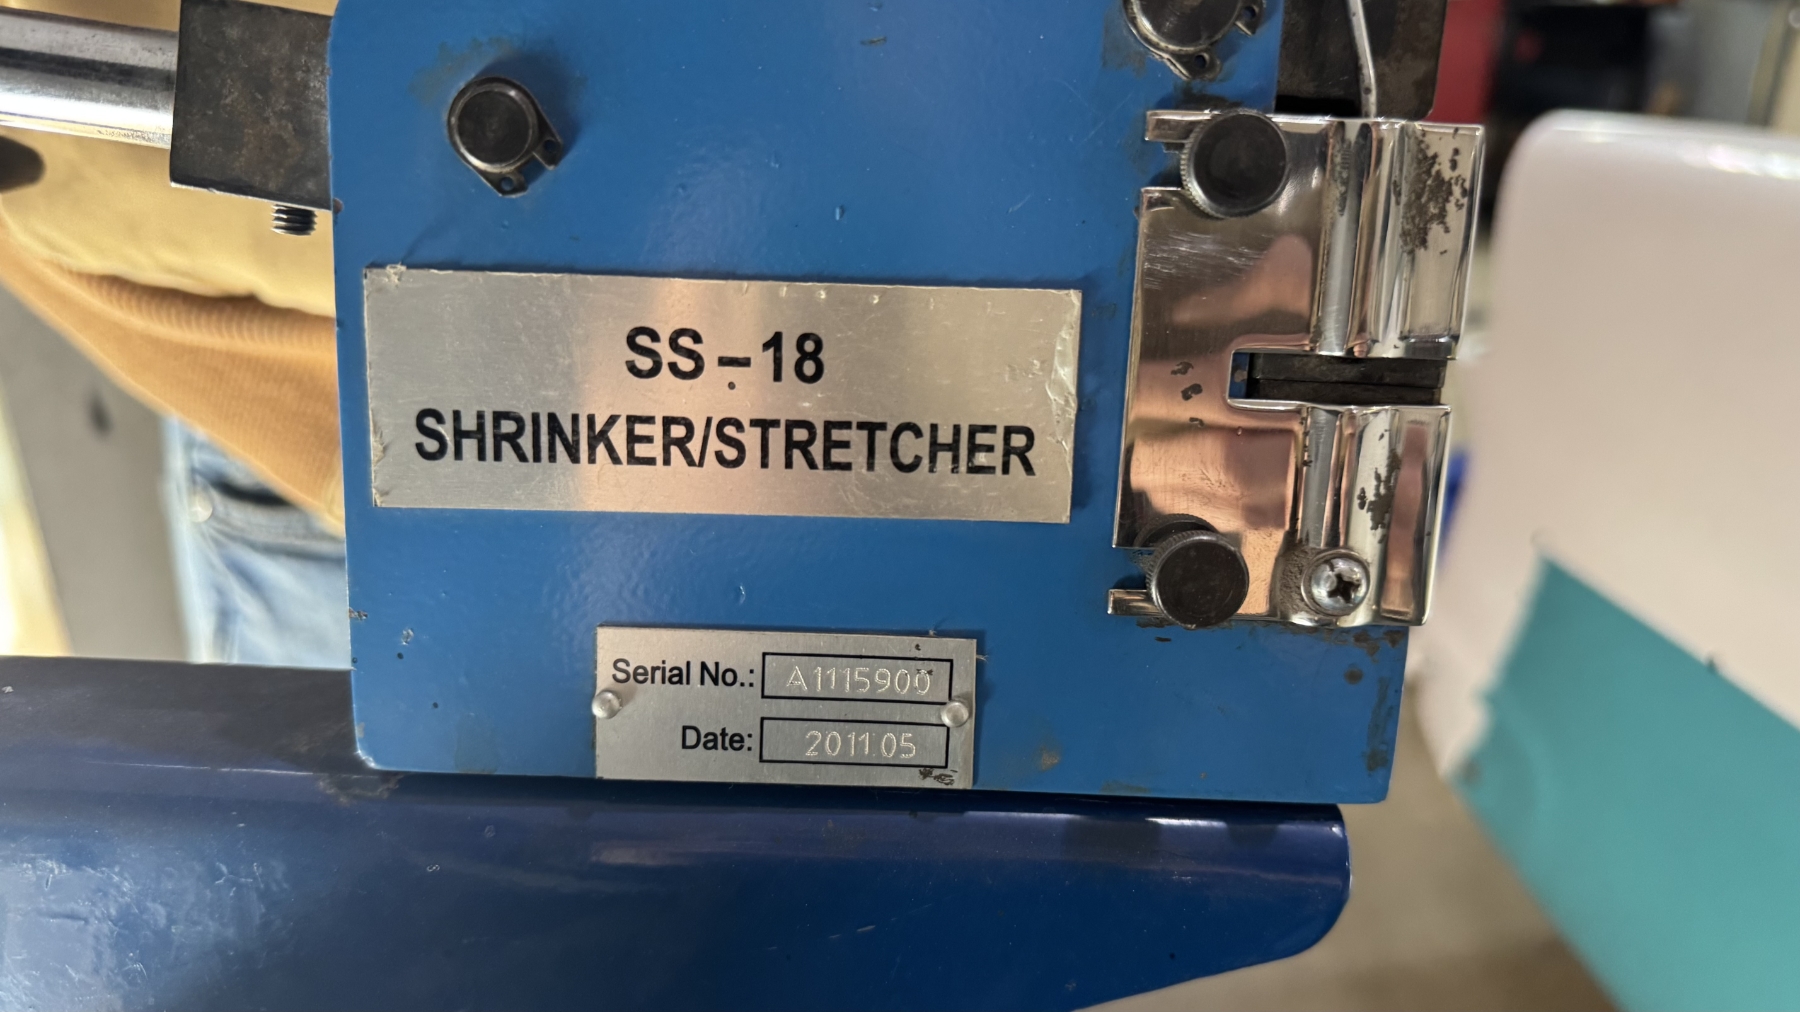 SS-18
SHRINKER/STRETCHER
Serial No.: A1115900
Date: 2011 05